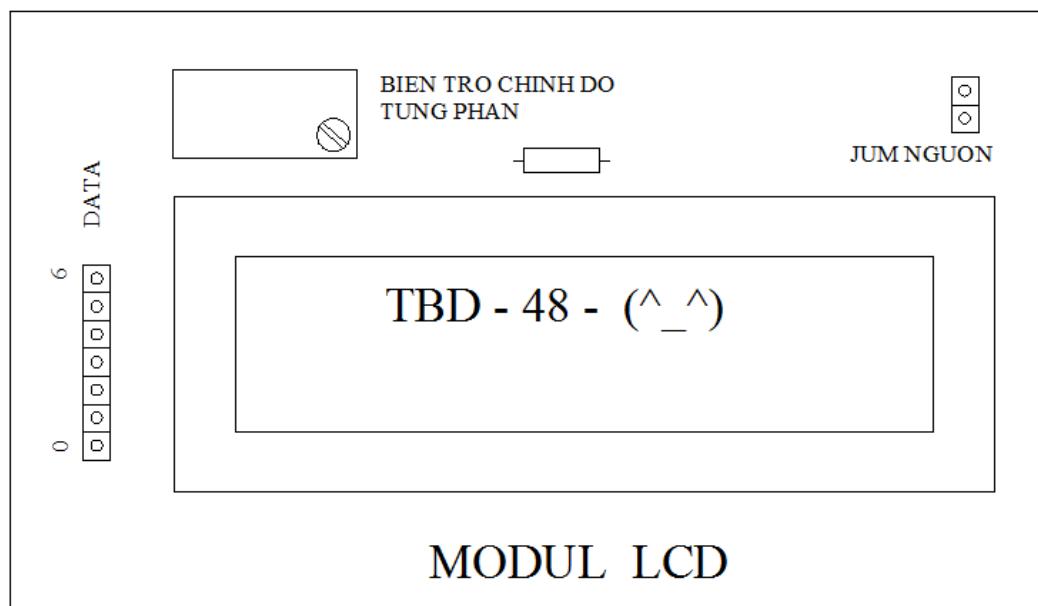 BIEN TRO CHINH DO
TUNG PHAN
JUM NGUON
DATA
6
0
TBD - 48 - (^_^)
MODUL LCD